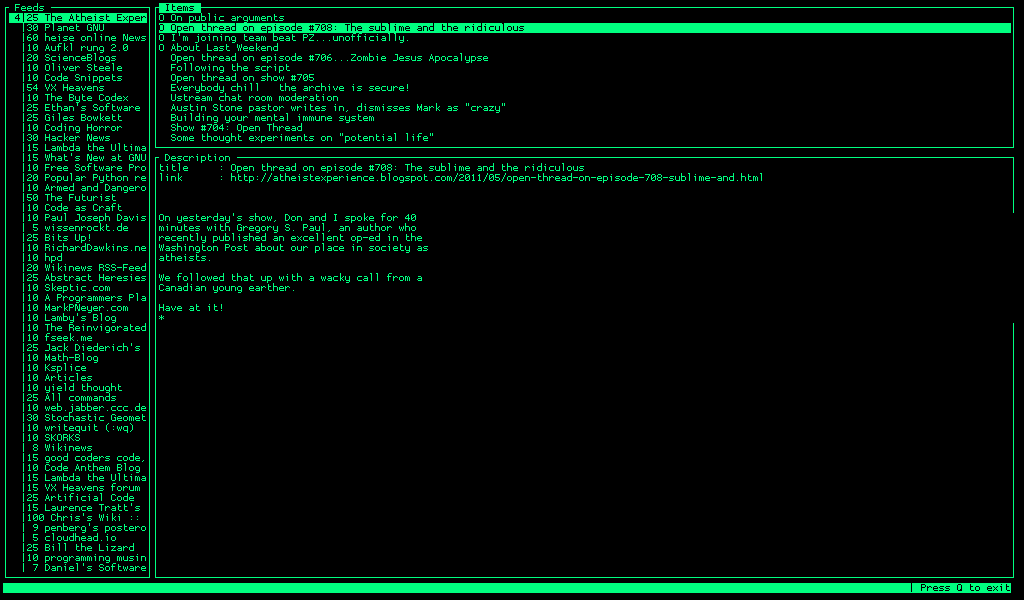 Feeds
4|25 The Atheist Exper
|30 Planet GNU
|60 heise online News
|10 Aufkl rung 2.0
|20 ScienceBlogs
|10 Oliver Steele
|10 Code Snippets
|54 VX Heavens
|10 The Byte Codex
|25 Ethan's Software
|25 Giles Bowkett
|10 Coding Horror
|30 Hacker News
|15 Lambda the Ultima
|15 What's New at GNU
|10 Free Software Pro
|20 Popular Python re
|10 Armed and Dangero
|50 The Futurist
|10 Code as Craft
|10 Paul Joseph Davis
| 5 wissenrockt.de
|25 Bits Up!
|10 RichardDawkins.ne
|10 hpd
|20 Wikinews RSS-Feed
|25 Abstract Heresies
|10 Skeptic.com
|10 A Programmers Pla
|10 MarkPNeyer.com
|10 Lamby's Blog
|10 The Reinvigorated
|10 fseek.me
|25 Jack Diederich's
|10 Math-Blog
|10 Ksplice
|10 Articles
|10 yield thought
|25 All commands
|10 web.jabber.ccc.de
|30 Stochastic Geomet
|10 writequit (:wq)
|10 SKORKS
| 8 Wikinews
|15 good coders code,
|10 Code Anthem Blog
|15 Lambda the Ultima
|15 VX Heavens forum
|25 Artificial Code
|15 Laurence Tratt's
|100 Chris's Wiki ::
| 9 penberg's postero
| 5 cloudhead.io
|25 Bill the Lizard
|10 programming musin
| 7 Daniel's Software
Items
O On public arguments
O Open thread on episode #708: The sublime and the ridiculous
O I'm joining team beat PZ...unofficially.
O About Last Weekend
Open thread on episode #706...Zombie Jesus Apocalypse
Following the script
Open thread on show #705
Everybody chill   the archive is secure!
Ustream chat room moderation
Austin Stone pastor writes in, dismisses Mark as "crazy"
Building your mental immune system
Show #704: Open Thread
Some thought experiments on "potential life"
Description
title     : Open thread on episode #708: The sublime and the ridiculous
link      : http://atheistexperience.blogspot.com/2011/05/open-thread-on-episode-708-sublime-and.html
On yesterday's show, Don and I spoke for 40
minutes with Gregory S. Paul, an author who
recently published an excellent op-ed in the
Washington Post about our place in society as
atheists.
We followed that up with a wacky call from a
Canadian young earther.
Have at it!
*
| Press Q to exit